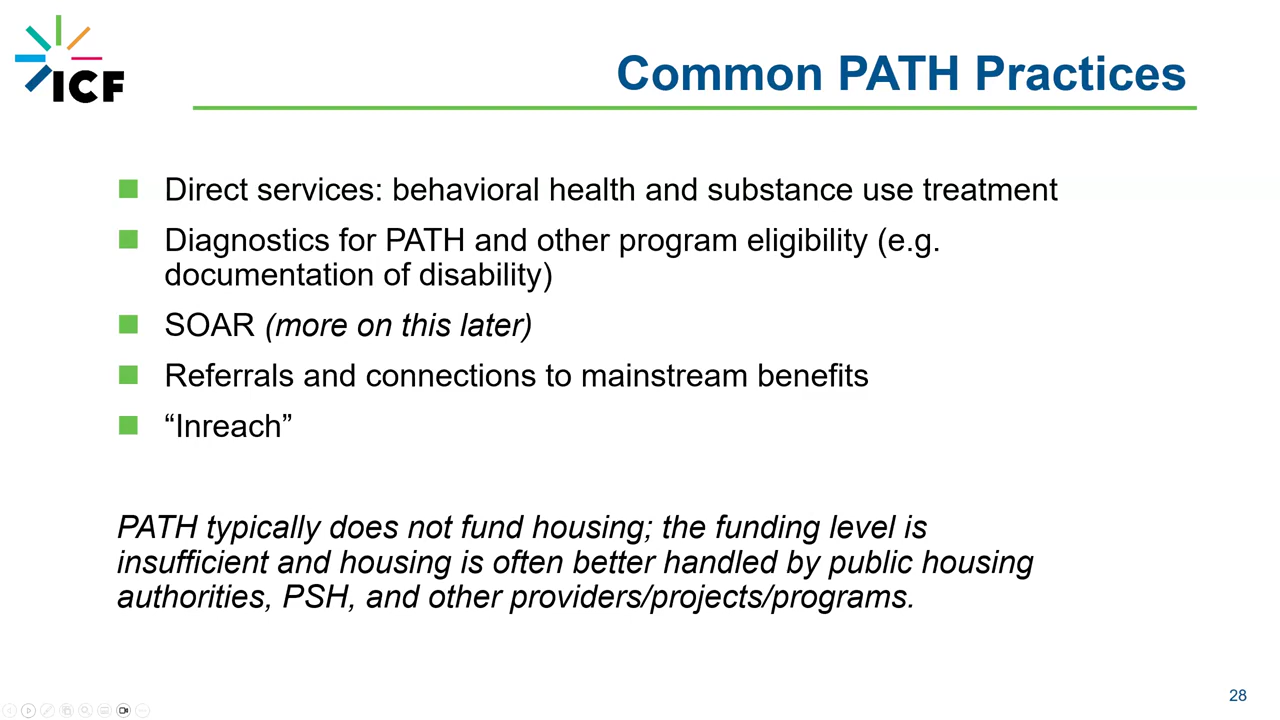 ICF
Common PATH Practices
Direct services: behavioral health and substance use treatment
Diagnostics for PATH and other program eligibility (e.g.
documentation of disability)
SOAR (more on this later)
Referrals and connections to mainstream benefits
“Inreach”
PATH typically does not fund housing; the funding level is
insufficient and housing is often better handled by public housing
authorities, PSH, and other providers/projects/programs.
28